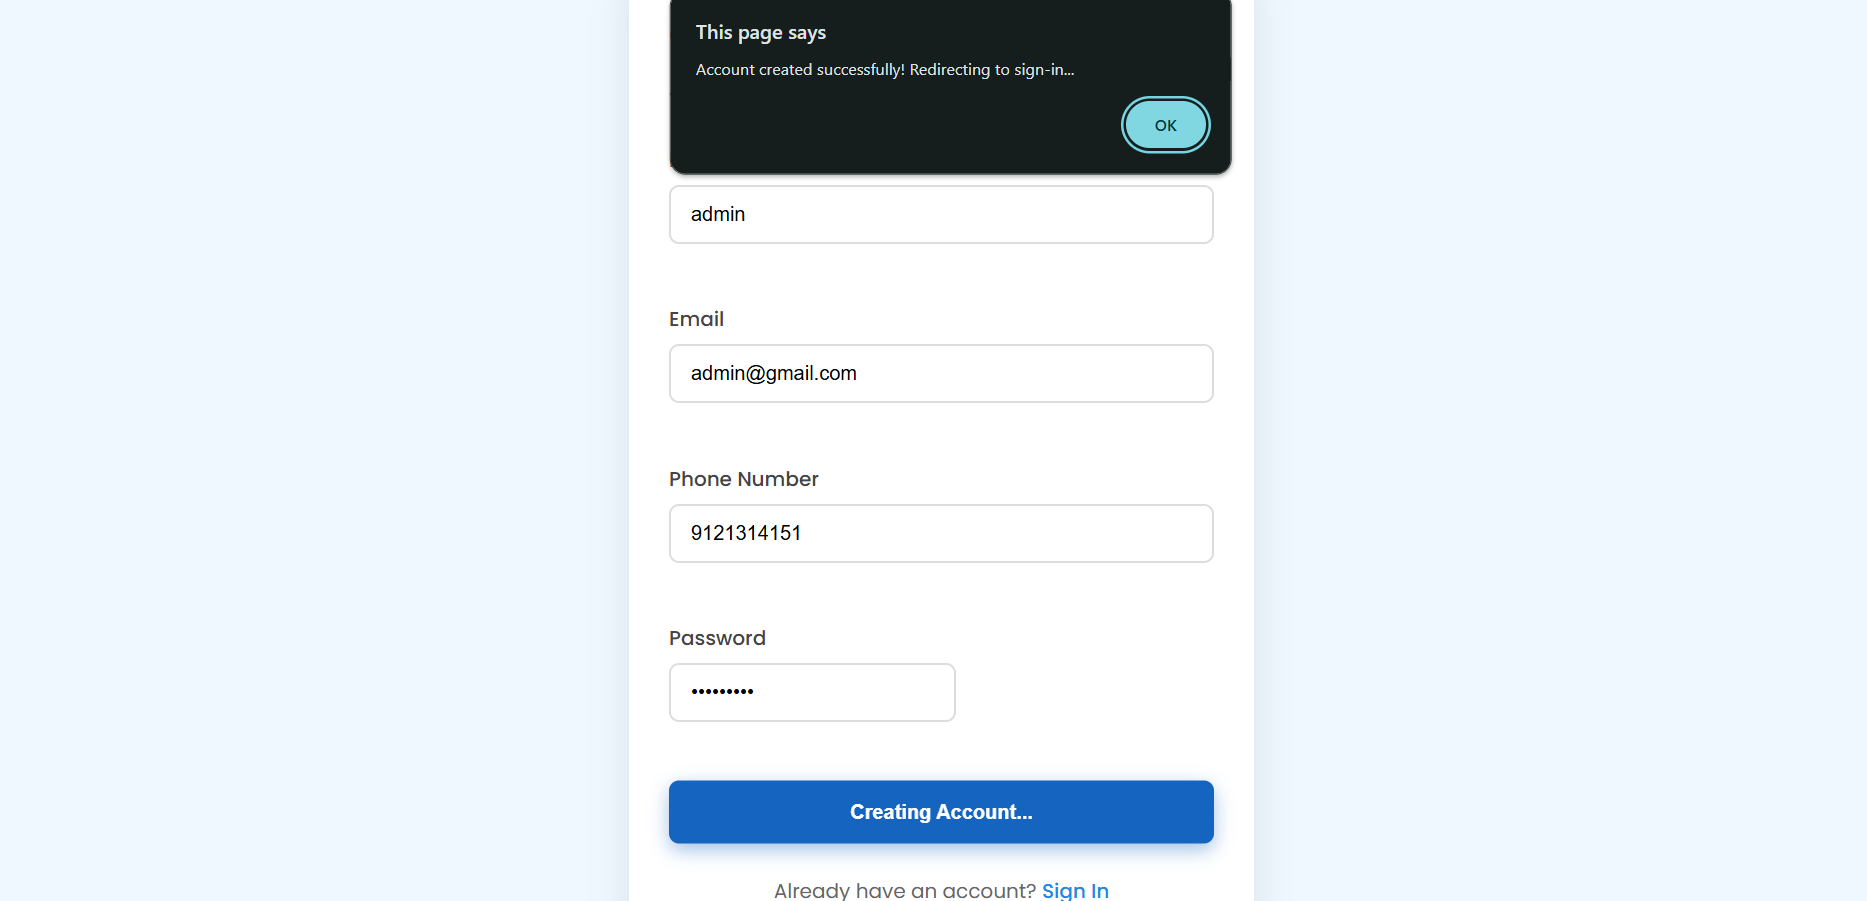 This page says
Account created successfully! Redirecting to sign-in...
OK
admin
Email
admin@gmail.com
Phone Number
9121314151
Password
•••••••••
Creating Account...
Already have an account? Sign In